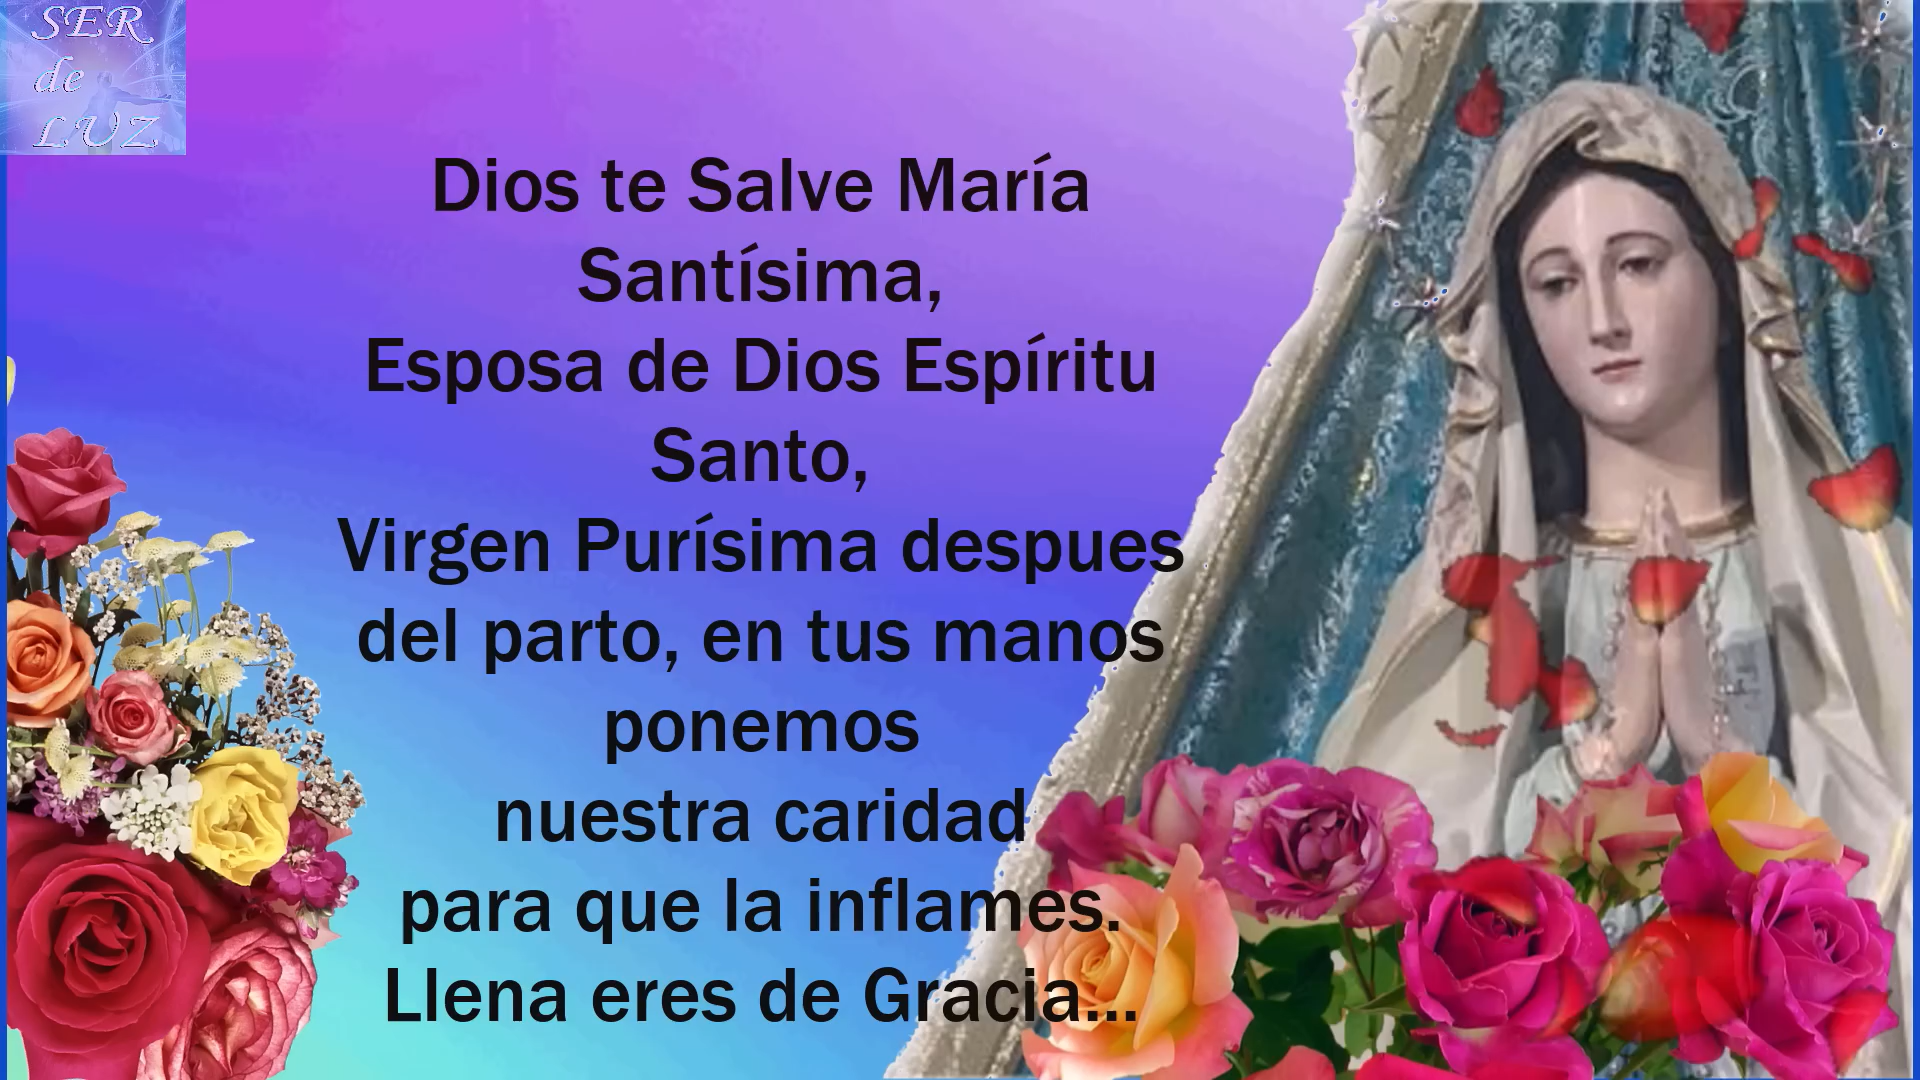 SER
de
LUZ
Dios te Salve María
Santísima,
Esposa de Dios Espíritu
Santo,
Virgen Purísima despues
del parto, en tus manos
ponemos
nuestra caridad
para que la inflames.
Llena eres de Gracia...